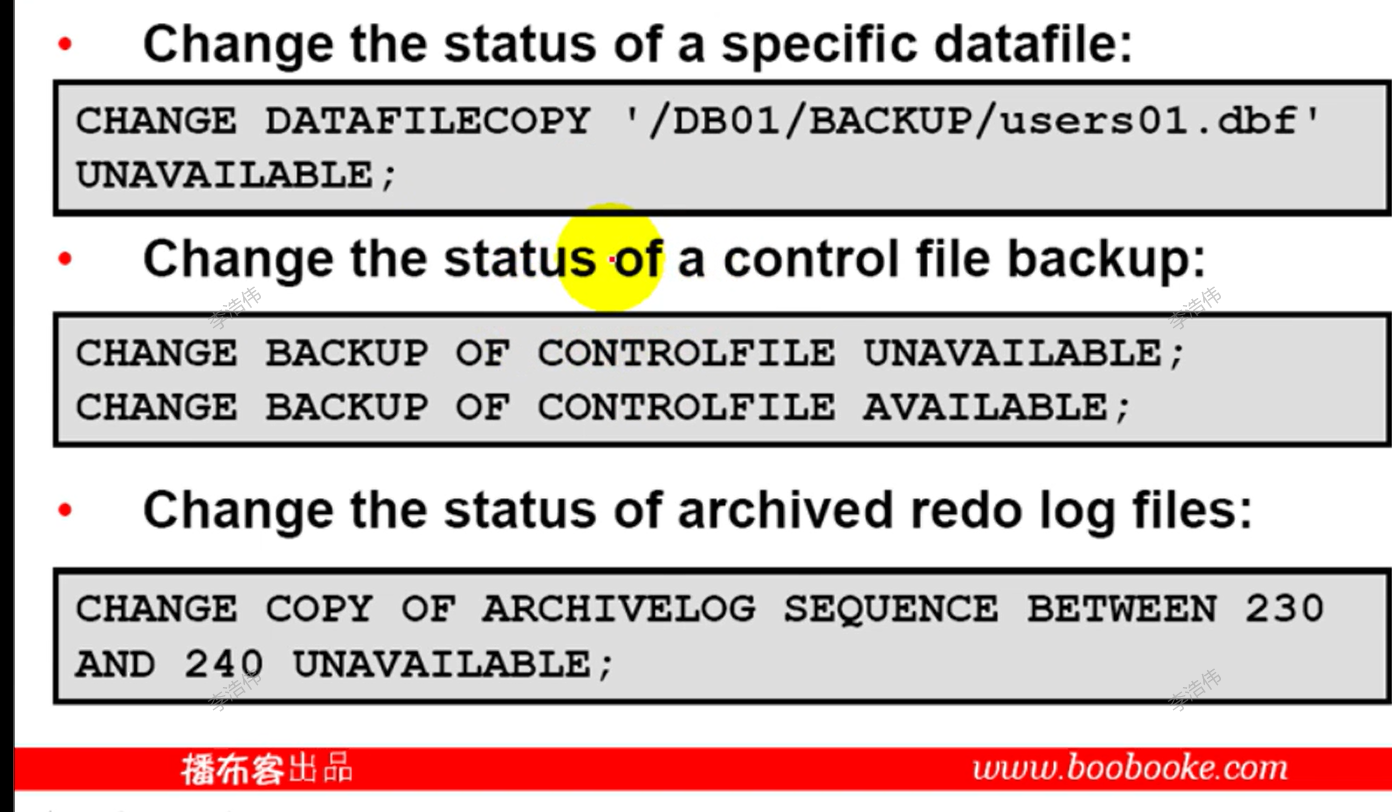 • Change the status of a specific datafile:
CHANGE DATAFILECOPY '/DB01/BACKUP/users01.dbf'
UNAVAILABLE;
• Change the status of a control file backup:
李浩伟 李浩伟
CHANGE BACKUP OF CONTROLFILE UNAVAILABLE;
CHANGE BACKUP OF CONTROLFILE AVAILABLE;
• Change the status of archived redo log files:
CHANGE COPY OF ARCHIVELOG SEQUENCE BETWEEN 230
AND 240 UNAVAILABLE;
李浩伟 李浩伟
播布客出品 www.boobooke.com